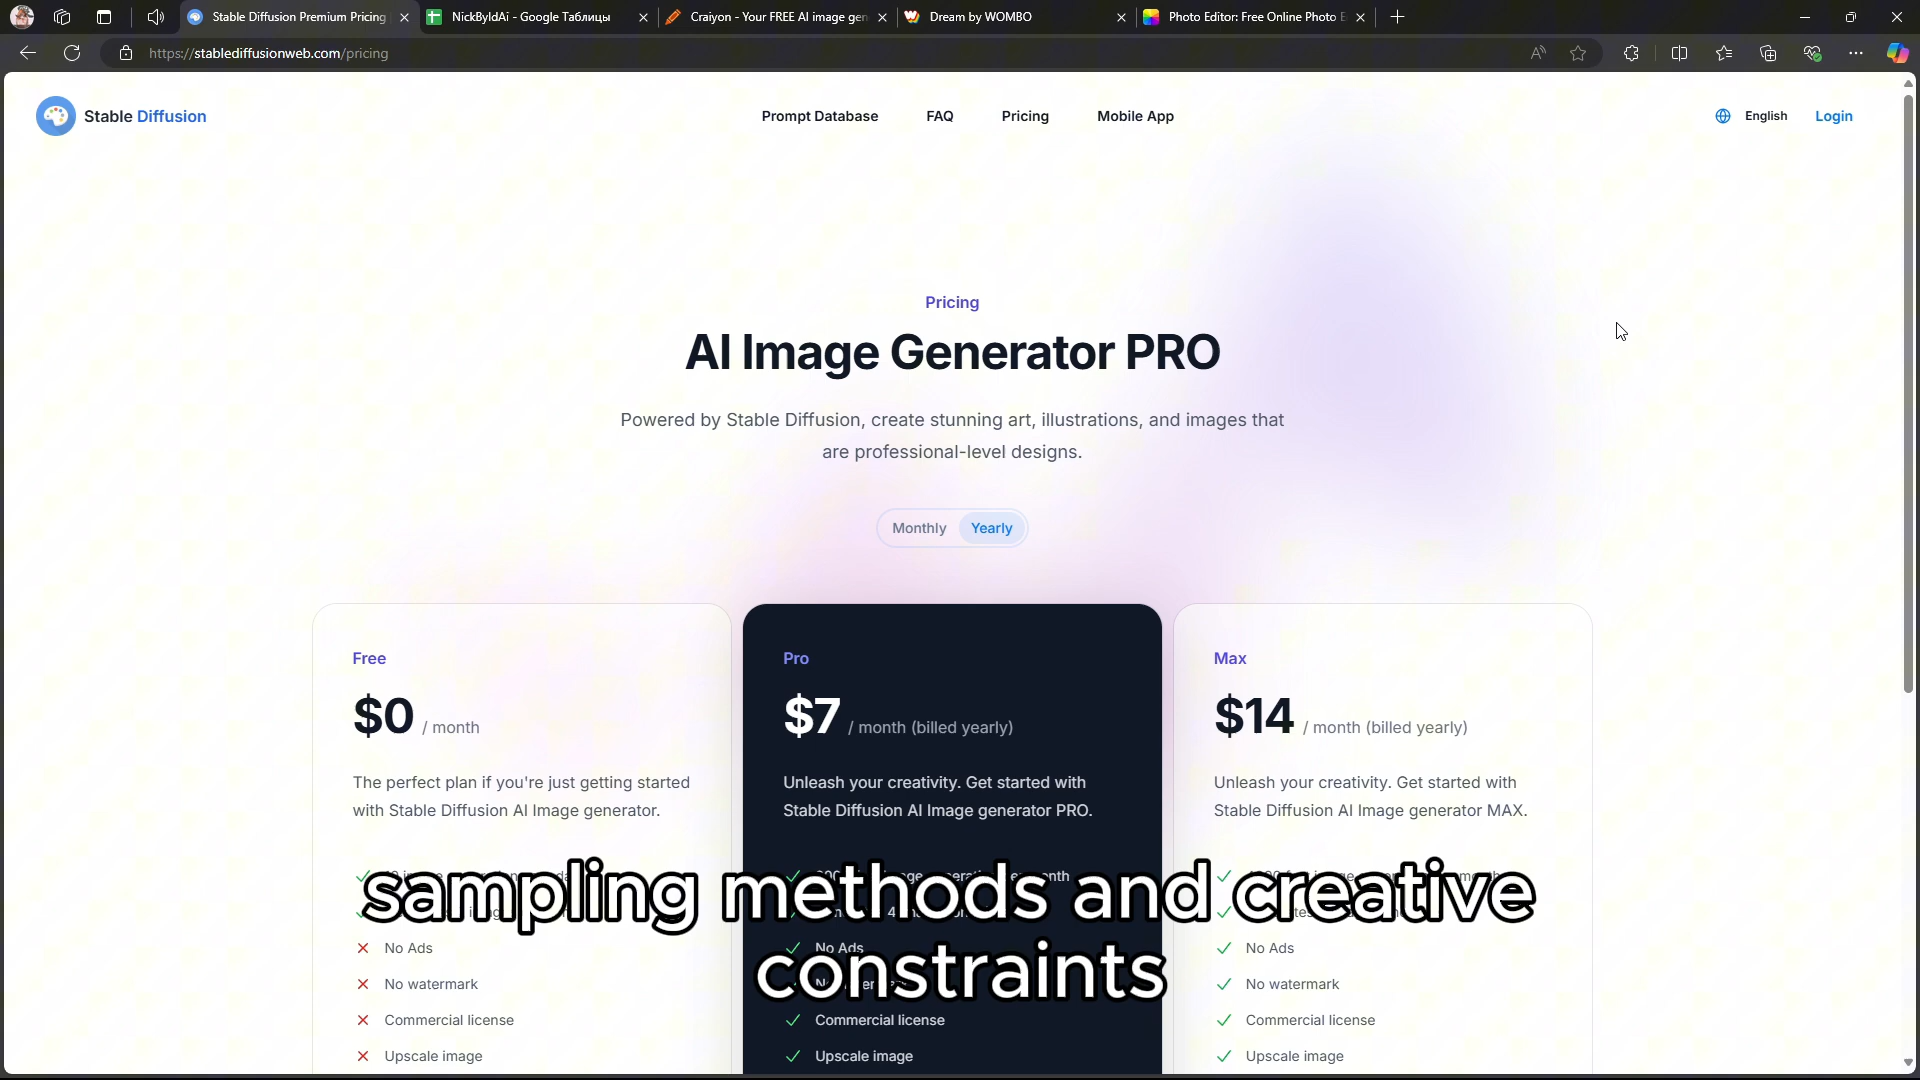 Stable Diffusion Premium Pricing
NickByIdAi - Google Таблицы
Craiyon - Your FREE AI image gen
Dream by WOMBO
Photo Editor: Free Online Photo E
https://stablediffusionweb.com/pricing
Stable Diffusion
Prompt Database
FAQ
Pricing
Mobile App
English
Login
Pricing
AI Image Generator PRO
Powered by Stable Diffusion, create stunning art, illustrations, and images that
are professional-level designs.
Monthly
Yearly
Free
$0 / month
The perfect plan if you're just getting started
with Stable Diffusion AI Image generator.
No Ads
No watermark
Commercial license
Upscale image
Pro
$7 / month (billed yearly)
Unleash your creativity. Get started with
Stable Diffusion AI Image generator PRO.
No Ads
Commercial license
Upscale image
Max
$14 / month (billed yearly)
Unleash your creativity. Get started with
Stable Diffusion AI Image generator MAX.
No Ads
No watermark
Commercial license
Upscale image
sampling methods and creative
constraints